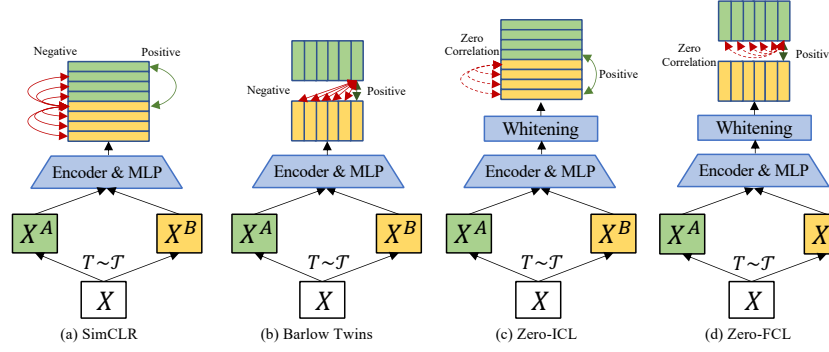 Negative
Positive
Encoder & MLP
X^A
X^B
T~𝒯
X
(a) SimCLR
Negative
Positive
Encoder & MLP
X^A
X^B
T~𝒯
X
(b) Barlow Twins
Zero
Correlation
Positive
Whitening
Encoder & MLP
X^A
X^B
T~𝒯
X
(c) Zero-ICL
Zero
Correlation
Positive
Whitening
Encoder & MLP
X^A
X^B
T~𝒯
X
(d) Zero-FCL